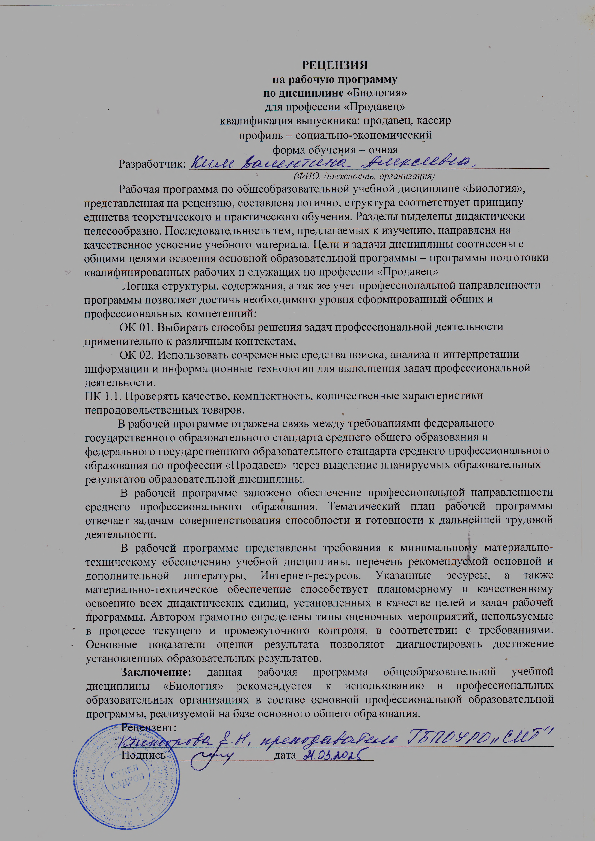 РЕЦЕНЗИЯ
на рабочую программу
по дисциплине «Биология»
для профессии «Продавец»
квалификация выпускника: продавец, кассир
профиль – социально-экономический
форма обучения – очная
Разработчик: Ким Валентина Алексеевна.
(ФИО, должность, организация)
Рабочая программа по общеобразовательной учебной дисциплине «Биология»,
представленная на рецензию, составлена логично, структура соответствует принципу
единства теоретического и практического обучения. Разделы выделены дидактически
целесообразно. Последовательность тем, предлагаемых к изучению, направлена на
качественное усвоение учебного материала. Цели и задачи дисциплины соотнесены с
общими целями освоения основной образовательной программы – программы подготовки
квалифицированных рабочих и служащих по профессии «Продавец»
Логика структуры, содержания, а так же учет профессиональной направленности
программы позволяет достичь необходимого уровня сформированный общих и
профессиональных компетенций:
ОК 01. Выбирать способы решения задач профессиональной деятельности
применительно к различным контекстам,
ОК 02. Использовать современные средства поиска, анализа и интерпретации
информации и информационные технологии для выполнения задач профессиональной
деятельности.
ПК 1.1. Проверять качество, комплектность, количественные характеристики
непродовольственных товаров.
В рабочей программе отражена связь между требованиями федерального
государственного образовательного стандарта среднего общего образования и
федерального государственного образовательного стандарта среднего профессионального
образования по профессии «Продавец» через выделение планируемых образовательных
результатов образовательной дисциплины.
В рабочей программе заложено обеспечение профессиональной направленности
среднего профессионального образования. Тематический план рабочей программы
отвечает задачам совершенствования способности и готовности к дальнейшей трудовой
деятельности.
В рабочей программе представлены требования к минимальному материально-
техническому обеспечению учебной дисциплины, перечень рекомендуемой основной и
дополнительной литературы, Интернет-ресурсов. Указанные ресурсы, а также
материально-техническое обеспечение способствует планомерному и качественному
освоению всех дидактических единиц, установленных в качестве целей и задач рабочей
программы. Автором грамотно определены типы оценочных мероприятий, используемые
в процессе текущего и промежуточного контроля, в соответствии с требованиями.
Основные показатели оценки результата позволяют диагностировать достижение
установленных образовательных результатов.
Заключение: данная рабочая программа общеобразовательной учебной
дисциплины «Биология» рекомендуется к использованию в профессиональных
образовательных организациях в составе основной профессиональной образовательной
программы, реализуемой на базе основного общего образования.
Рецензент:
Е.Н, преподаватель ГБПОУРО „СМТ"
Подпись дата 21.03.2025